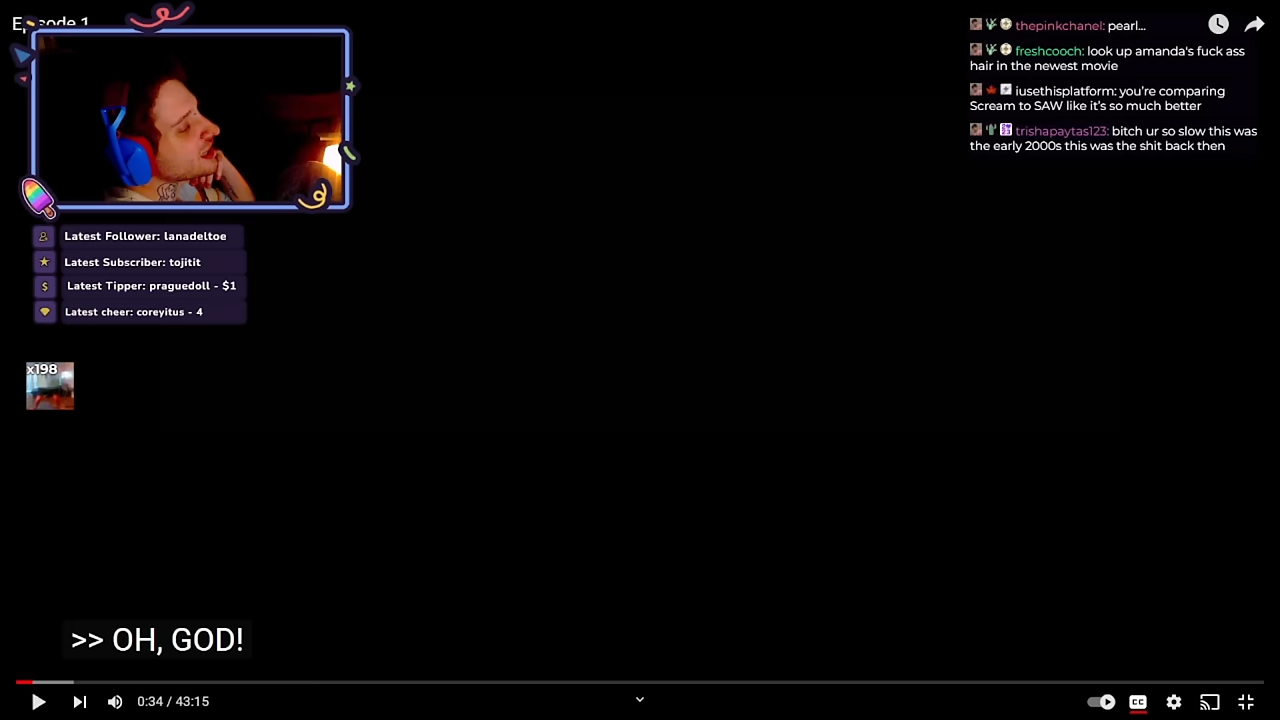 Episode 1
thepinkchanel: pearl...
freshcooch: look up amanda's fuck ass
hair in the newest movie
iusethisplatform: you're comparing
Scream to SAW like it's so much better
trishapaytas123: bitch ur so slow this was
the early 2000s this was the shit back then
Latest Follower: lanadeltoe
Latest Subscriber: tojitit
Latest Tipper: praguedoll - $1
Latest cheer: coreyitus - 4
x198
>> OH, GOD!
0:34 / 43:15
CC